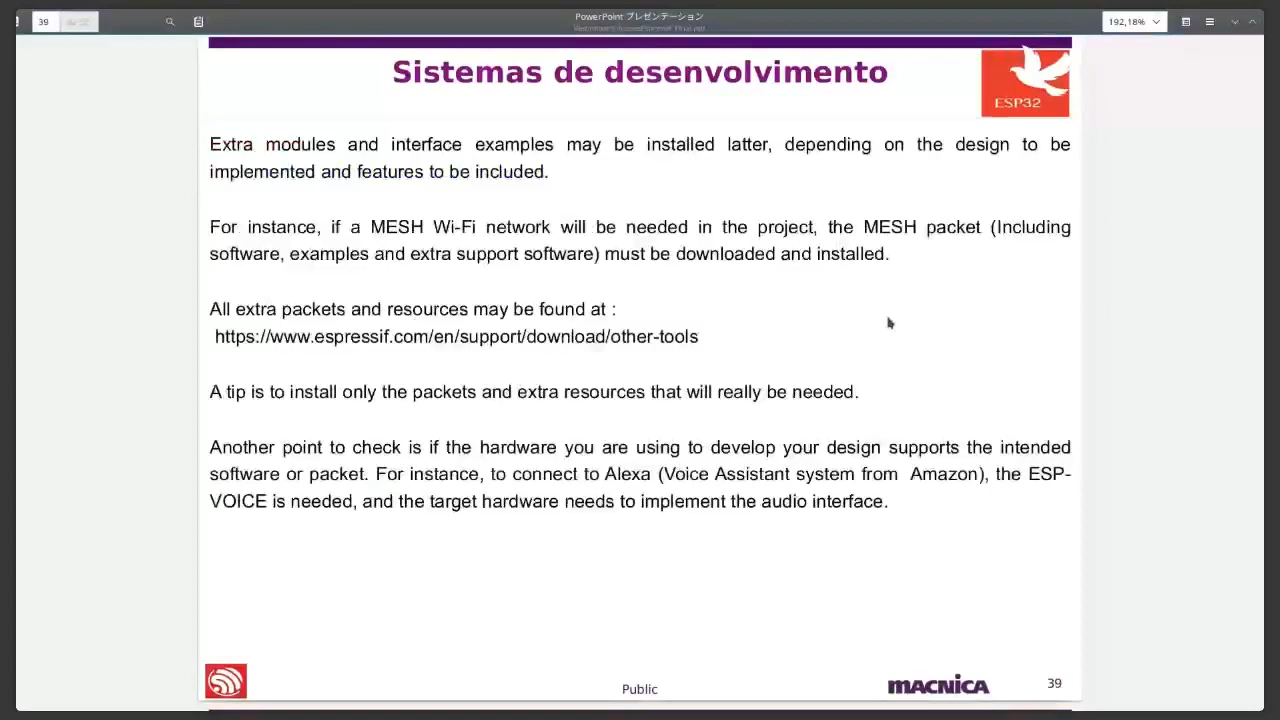 39
PowerPoint プレゼンテーション
192,18%
Sistemas de desenvolvimento
ESP32
Extra modules and interface examples may be installed latter, depending on the design to be
implemented and features to be included.
For instance, if a MESH Wi-Fi network will be needed in the project, the MESH packet (Including
software, examples and extra support software) must be downloaded and installed.
All extra packets and resources may be found at :
https://www.espressif.com/en/support/download/other-tools
A tip is to install only the packets and extra resources that will really be needed.
Another point to check is if the hardware you are using to develop your design supports the intended
software or packet. For instance, to connect to Alexa (Voice Assistant system from Amazon), the ESP-
VOICE is needed, and the target hardware needs to implement the audio interface.
Public
MACNICA
39